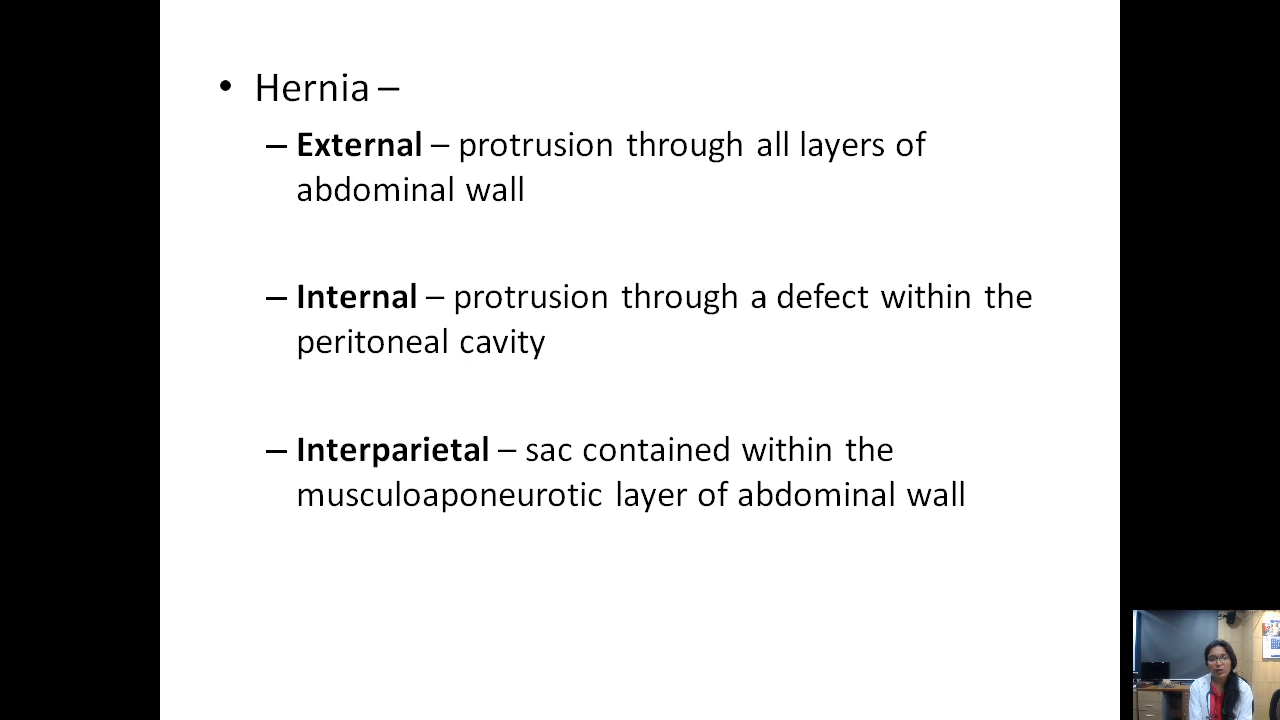 • Hernia –
– External – protrusion through all layers of
abdominal wall
– Internal – protrusion through a defect within the
peritoneal cavity
– Interparietal – sac contained within the
musculoaponeurotic layer of abdominal wall